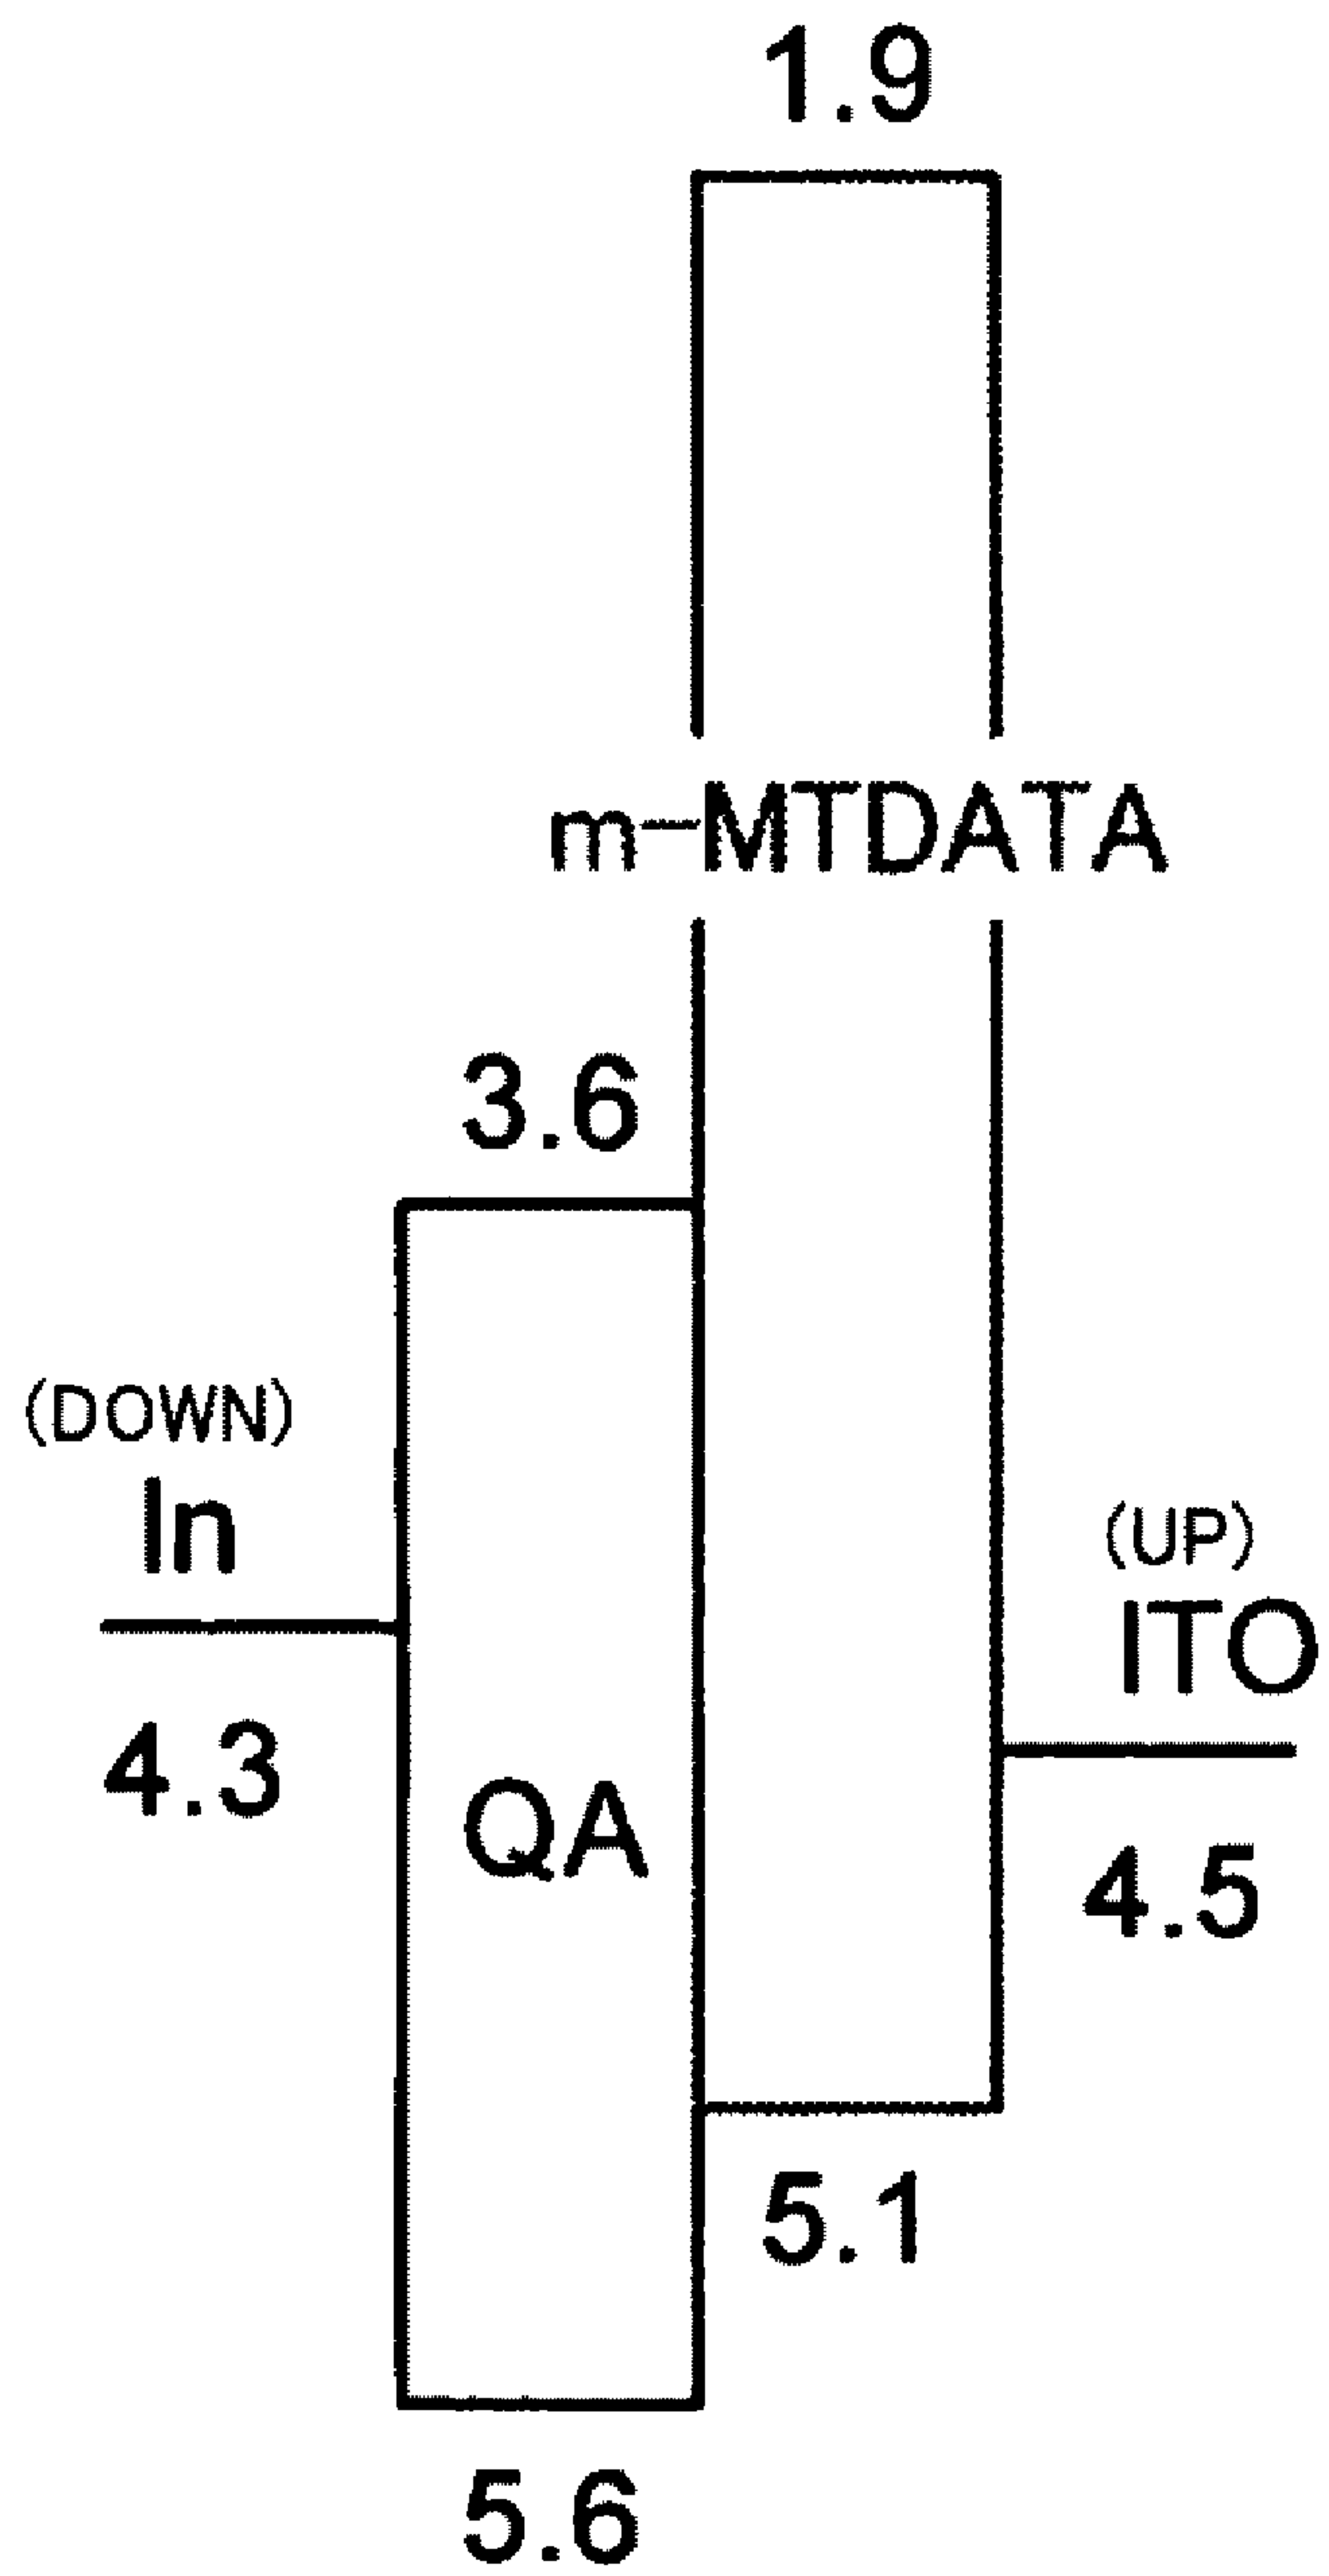 1.9
m-MTDATA
3.6
(DOWN)
In
4.3
QA
(UP)
ITO
4.5
5.1
5.6